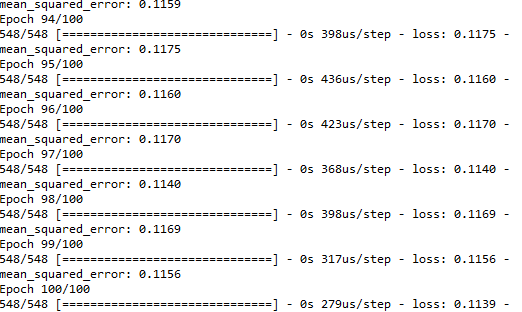 mean_squared_error: 0.1159
Epoch 94/100
548/548 [==============================] - 0s 398us/step - loss: 0.1175 -
mean_squared_error: 0.1175
Epoch 95/100
548/548 [==============================] - 0s 436us/step - loss: 0.1160 -
mean_squared_error: 0.1160
Epoch 96/100
548/548 [==============================] - 0s 423us/step - loss: 0.1170 -
mean_squared_error: 0.1170
Epoch 97/100
548/548 [==============================] - 0s 368us/step - loss: 0.1140 -
mean_squared_error: 0.1140
Epoch 98/100
548/548 [==============================] - 0s 398us/step - loss: 0.1169 -
mean_squared_error: 0.1169
Epoch 99/100
548/548 [==============================] - 0s 317us/step - loss: 0.1156 -
mean_squared_error: 0.1156
Epoch 100/100
548/548 [==============================] - 0s 279us/step - loss: 0.1139 -